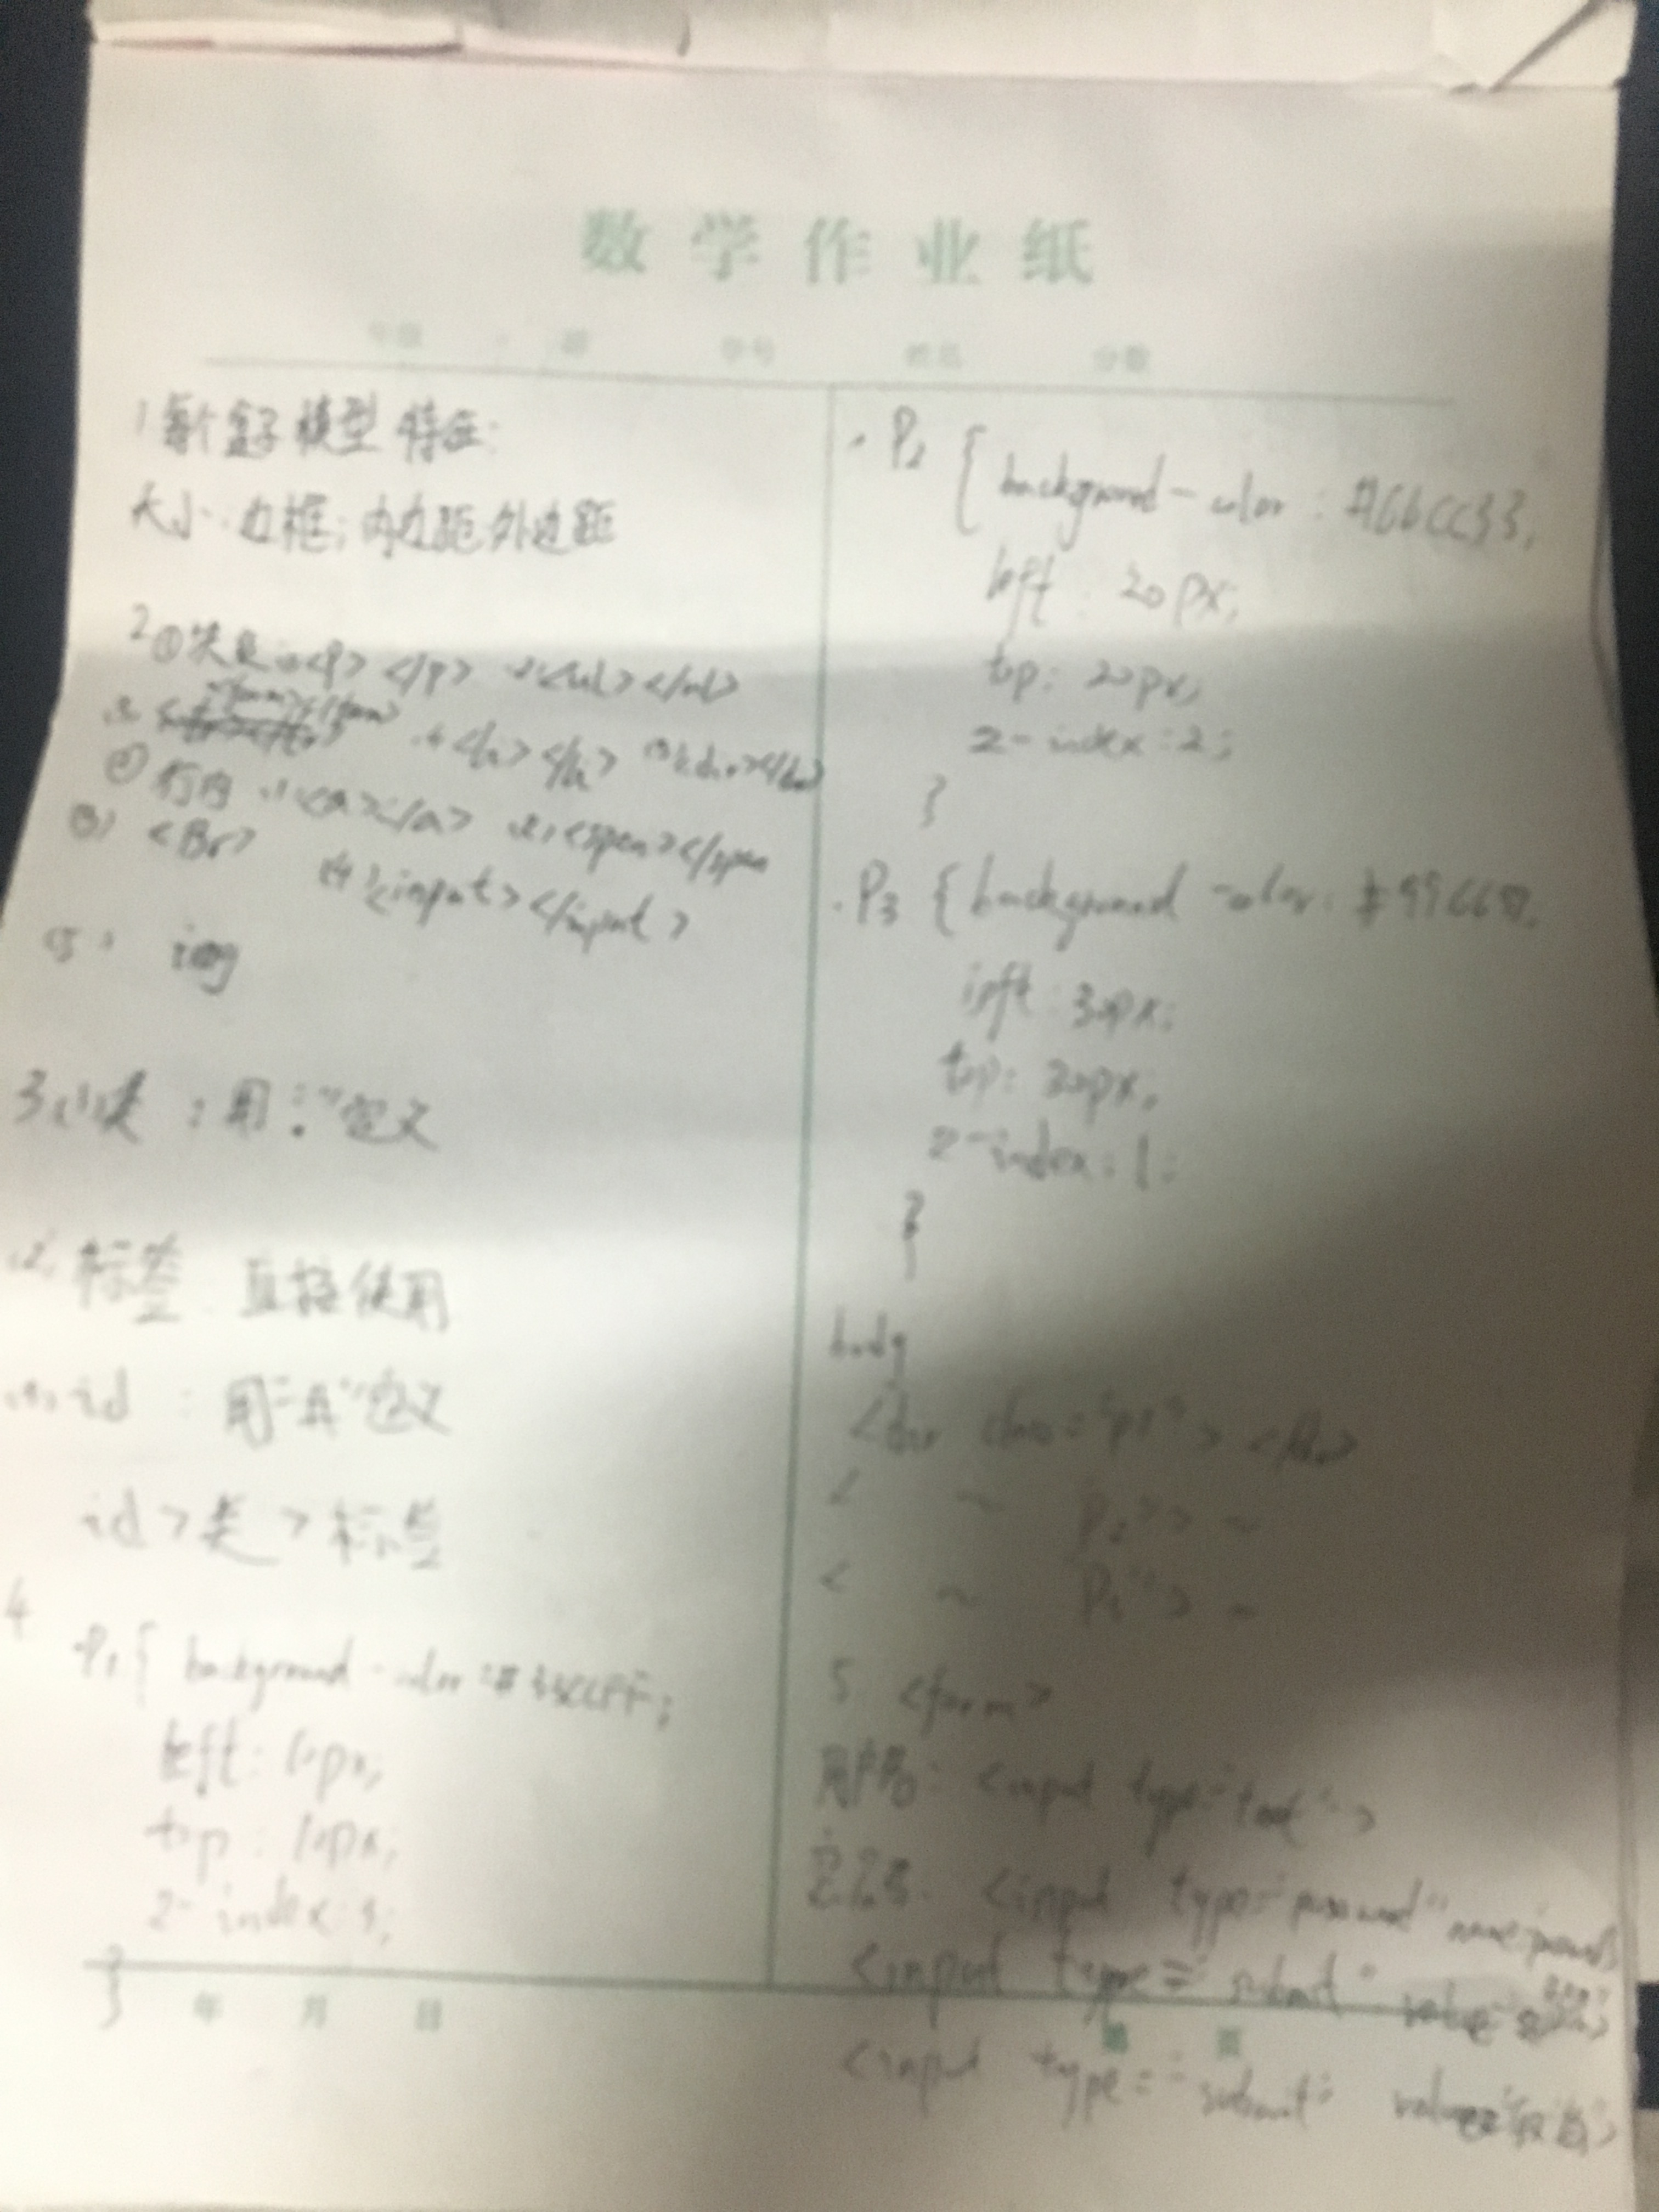 数学作业纸
年级 班 学号 姓名 分数
1 每个盒子模型特征:
大小.边框;内边距.外边距
2 ① 块级 (1)<p></p> (2)<ul></ul>
(3) <form></form> (4)<h></h> (5)<div></div>
② 行内 (1)<a></a> (2)<span></span
(3) <Br> (4)<input></input>
(5) img
3 (1)类 :用“.”定义
(2) 标签 直接使用
(3) id :用“#”定义
id>类>标签
4
.P1{ background-color:#33CCFF;
left: 10px;
top: 10px;
z-index:3;
}
年 月 日
.P2 { background-color: #66CC33;
left: 20px;
top: 20px;
z-index:2;
}
.P3 { background-color:
left: 30px;
top: 30px;
z-index:1;
}
body
<div class="p1"></div>
< ~ P2"> ~
< ~ "> ~
5 <form>
用户名: <input type="text">
<input type="password" name=
<input type="submit" value=
第 页
<input type="submit" value="取消">